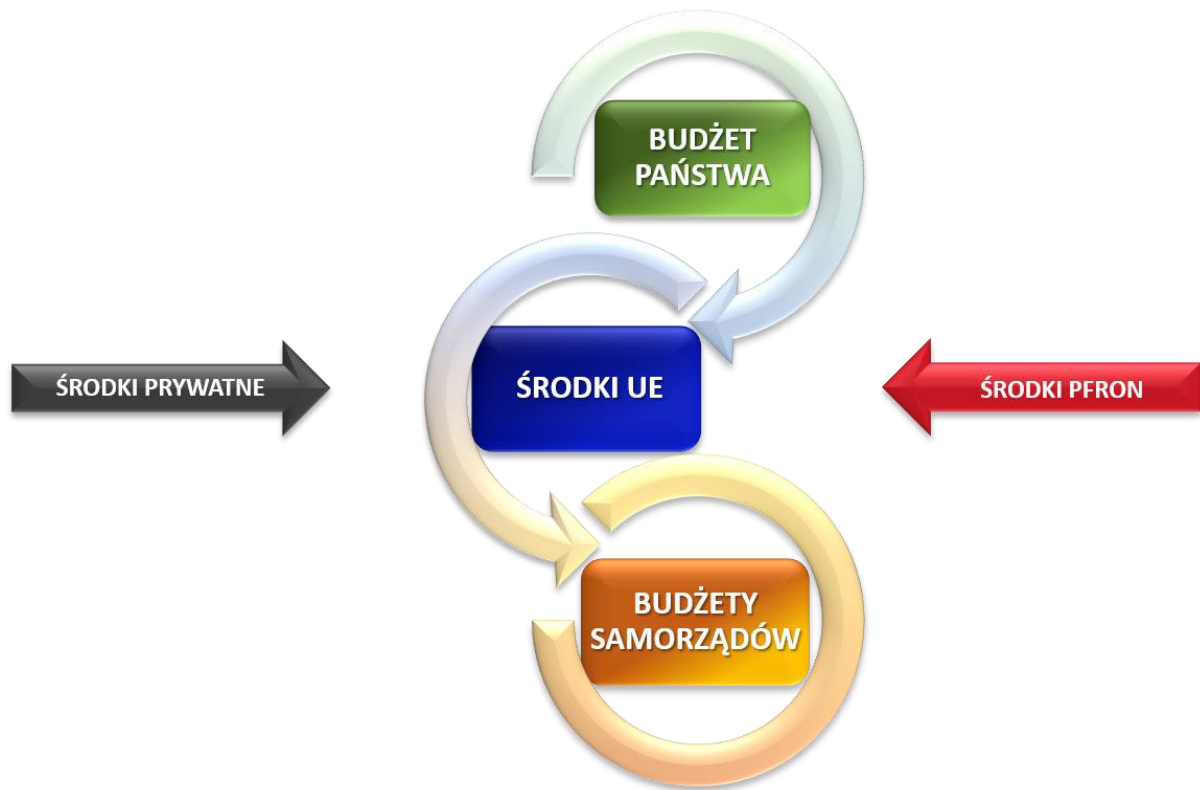 BUDŻET
PAŃSTWA
ŚRODKI UE
ŚRODKI PRYWATNE
ŚRODKI PFRON
BUDŻETY
SAMORZĄDÓW